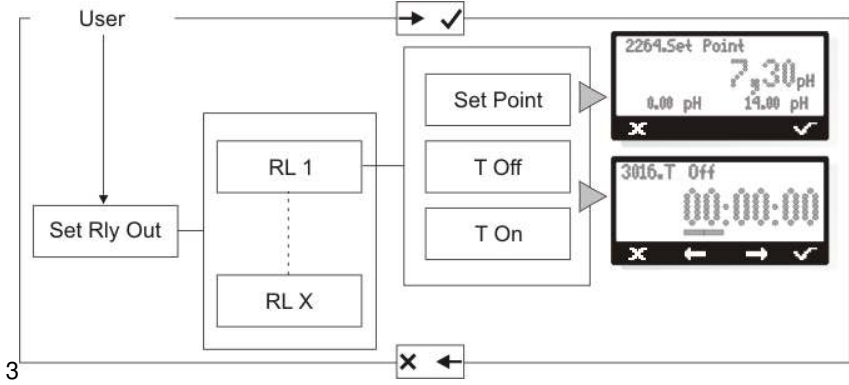 User
Set Rly Out
RL 1
RL X
Set Point
T Off
T On
2264.Set Point
7,30pH
0.00 pH 14.00 pH
3016.T Off
00:00:00
3